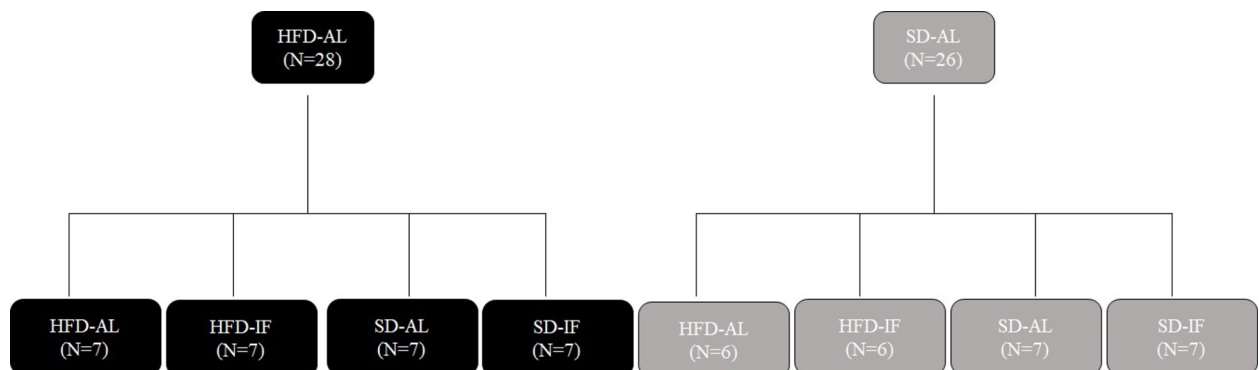 HFD-AL
(N=28)
SD-AL
(N=26)
HFD-AL
(N=7)
HFD-IF
(N=7)
SD-AL
(N=7)
SD-IF
(N=7)
HFD-AL
(N=6)
HFD-IF
(N=6)
SD-AL
(N=7)
SD-IF
(N=7)